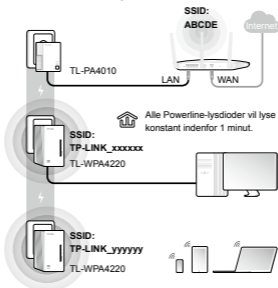 SSID:
ABCDE
Internet
TL-PA4010
LAN
WAN
Alle Powerline-lysdioder vil lyse
konstant indenfor 1 minut.
SSID:
TP-LINK_xxxxxx
TL-WPA4220
SSID:
TP-LINK_yyyyyy
TL-WPA4220